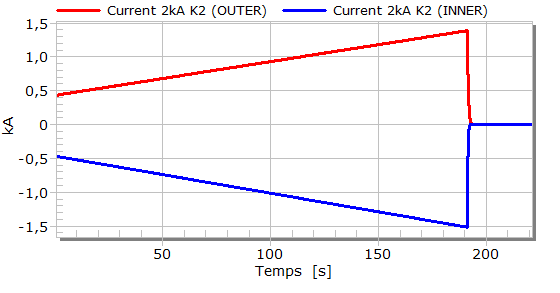 Current 2kA K2 (OUTER) Current 2kA K2 (INNER)
1,5
1,0
0,5
0
-0,5
-1,0
-1,5
kA
50 100 150 200
Temps [s]